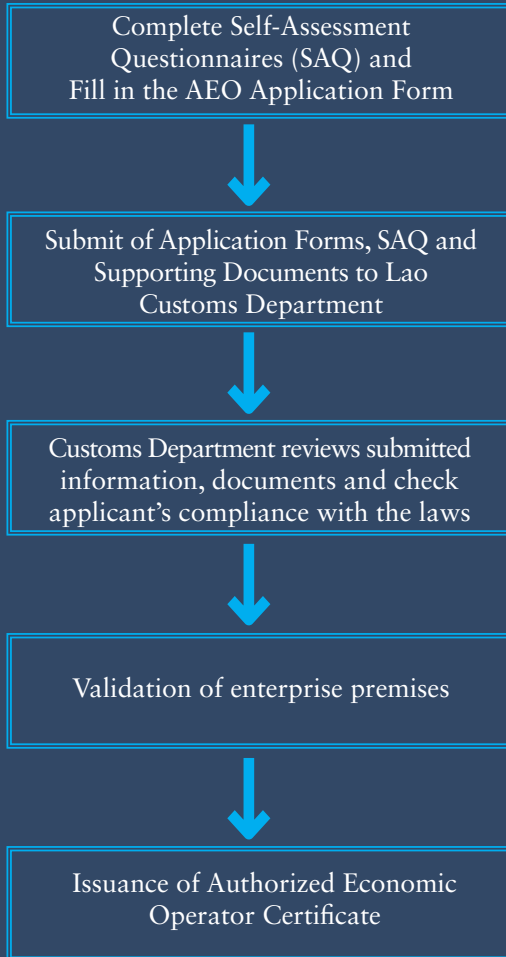 Complete Self-Assessment
Questionnaires (SAQ) and
Fill in the AEO Application Form
Submit of Application Forms, SAQ and
Supporting Documents to Lao
Customs Department
Customs Department reviews submitted
information, documents and check
applicant’s compliance with the laws
Validation of enterprise premises
Issuance of Authorized Economic
Operator Certificate